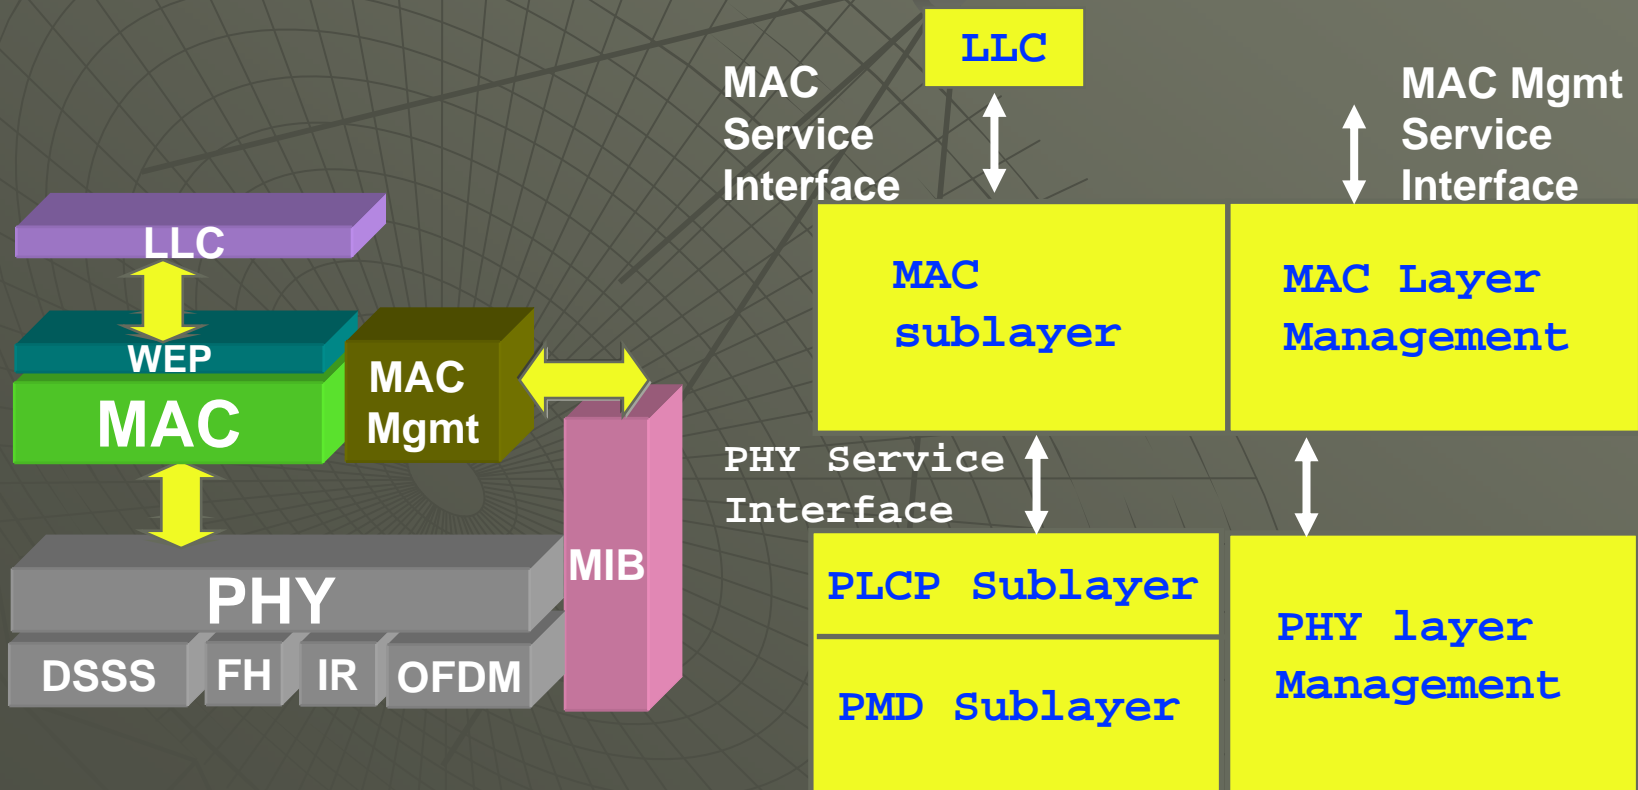 LLC
WEP
MAC
MAC
Mgmt
PHY
MIB
DSSS
FH
IR
OFDM
LLC
MAC
Service
Interface
MAC Mgmt
Service
Interface
MAC
sublayer
MAC Layer
Management
PHY Service
Interface
PLCP Sublayer
PMD Sublayer
PHY layer
Management